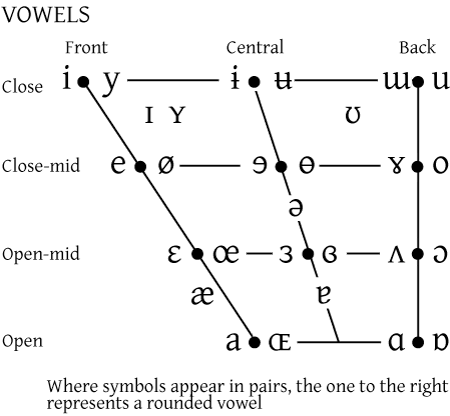 VOWELS
Front Central Back
Close i y ɨ ʉ ɯ u
ɪ ʏ ʊ
Close-mid e ø ɘ ɵ ɤ o
ə
Open-mid ɛ œ ɜ ɞ ʌ ɔ
æ ɐ
Open a ɶ ɑ ɒ
Where symbols appear in pairs, the one to the right
represents a rounded vowel